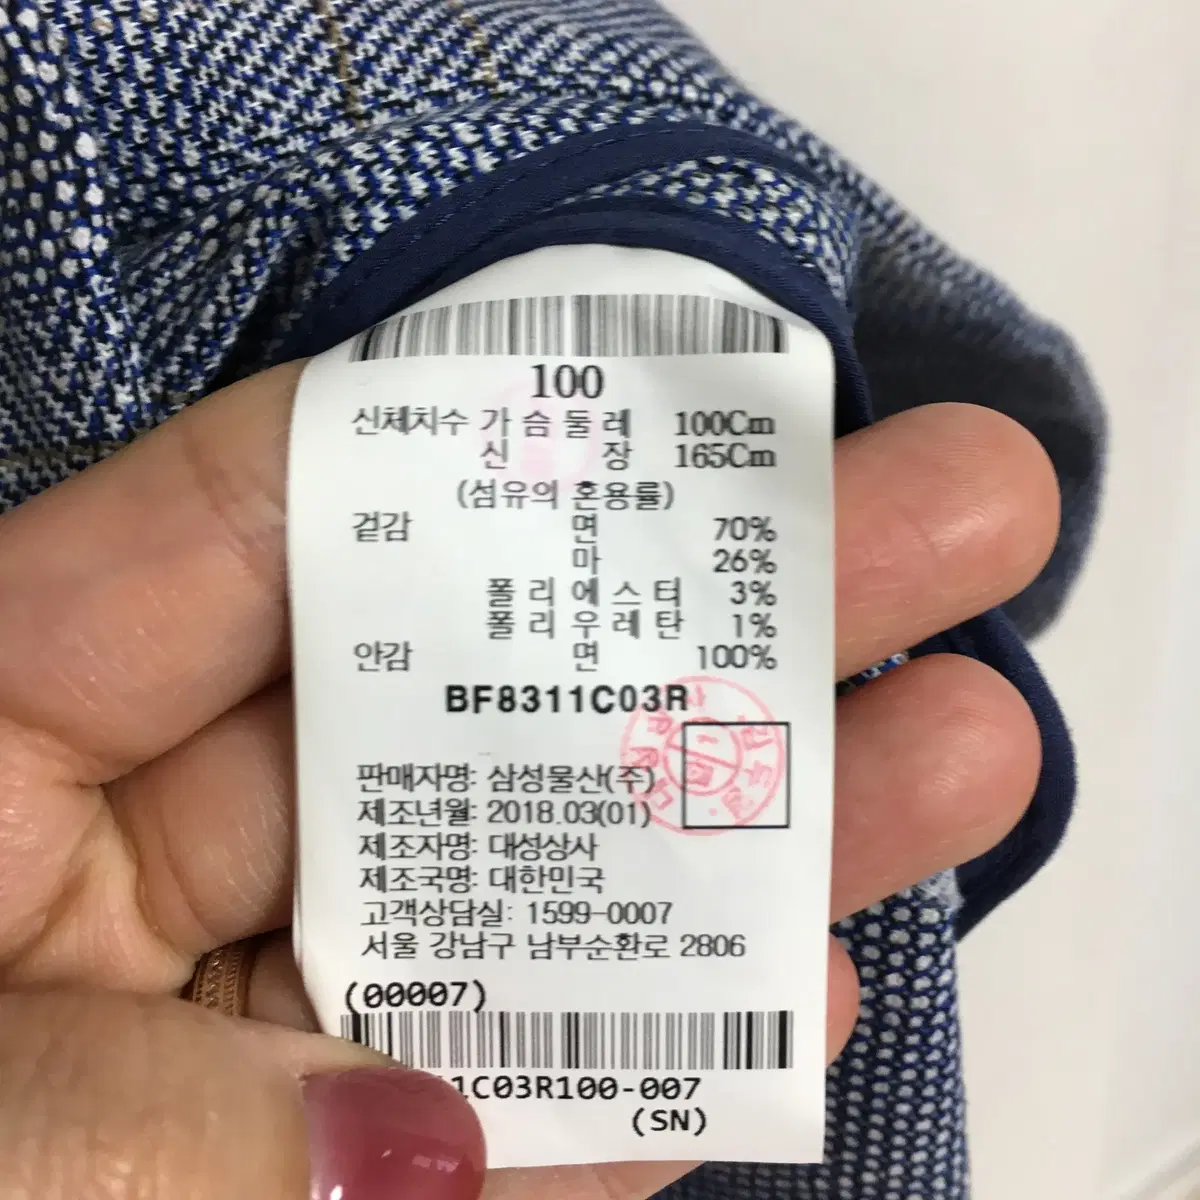 100
신체치수 가슴둘레 100Cm
신장 165Cm
(섬유의 혼용률)
겉감 면 70%
마 26%
폴리에스터 3%
폴리우레탄 1%
안감 면 100%
BF8311C03R
판매자명: 삼성물산(주)
제조년월: 2018.03(01)
제조자명: 대성상사
제조국명: 대한민국
고객상담실: 1599-0007
서울 강남구 남부순환로 2806
(00007)
1C03R100-007
(SN)